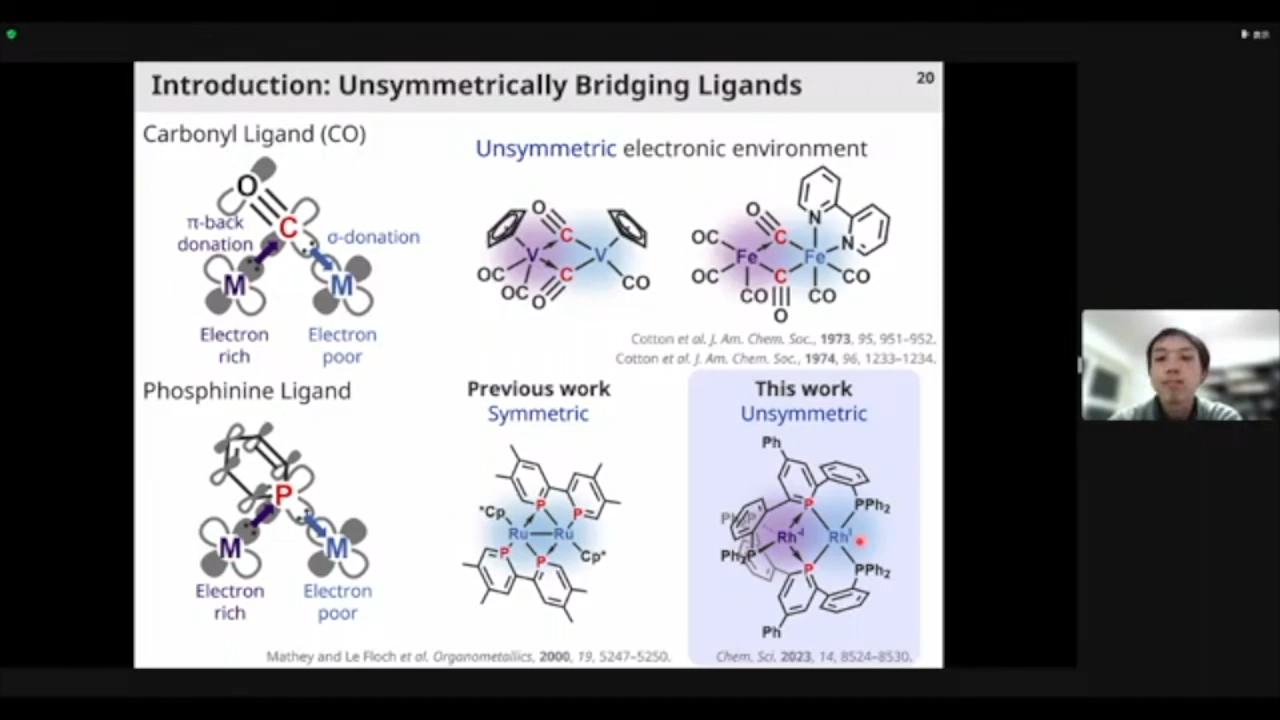 Introduction: Unsymmetrically Bridging Ligands
20
Carbonyl Ligand (CO)
O
C
π-back
donation
σ-donation
M
M
Electron
rich
Electron
poor
Unsymmetric electronic environment
O
C
V
V
C
OC
OC
O
CO
O
OC
C
N
N
Fe
Fe
OC
C
CO
CO
CO
O
Cotton et al. J. Am. Chem. Soc., 1973, 95, 951–952.
Cotton et al. J. Am. Chem. Soc., 1974, 96, 1233–1234.
Phosphinine Ligand
P
M
M
Electron
rich
Electron
poor
Previous work
Symmetric
*Cp
P
P
Ru
Ru
P
P
Cp*
Mathey and Le Floch et al. Organometallics, 2000, 19, 5247–5250.
This work
Unsymmetric
Ph
P
PPh2
Rh-I
RhI
Ph2P
P
PPh2
Ph
Chem. Sci. 2023, 14, 8524–8530.